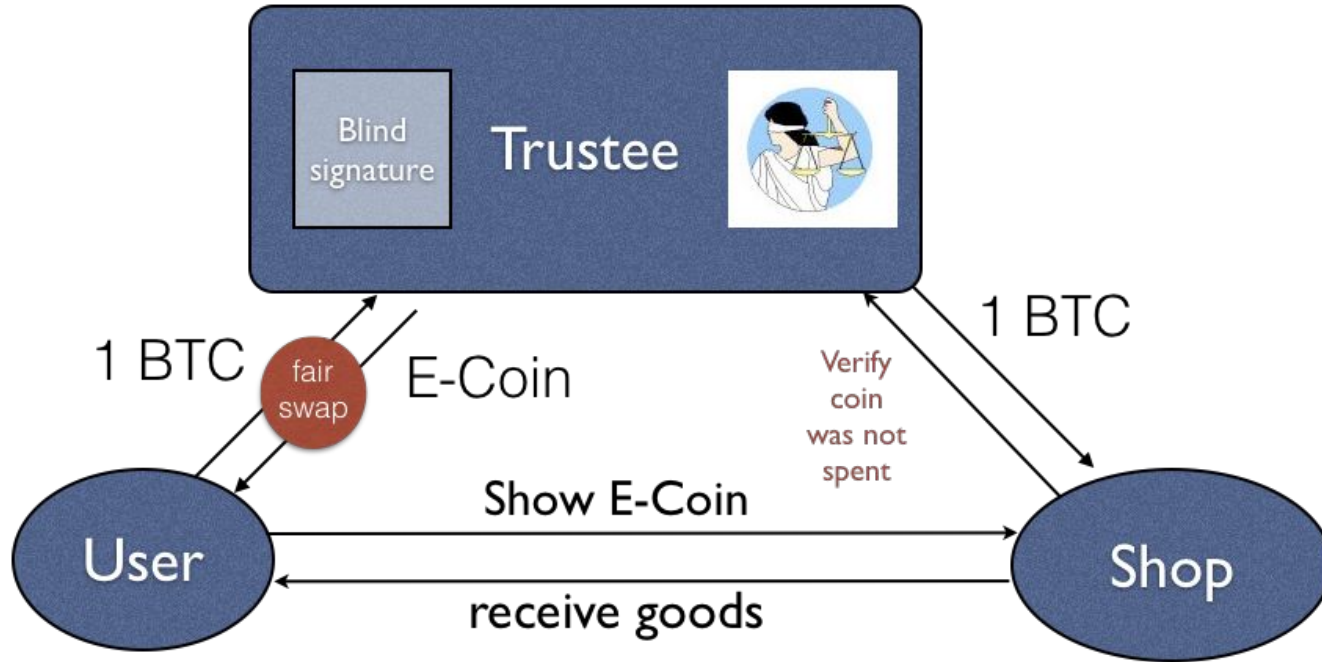 Blind
signature
Trustee
1 BTC
fair
swap
E-Coin
1 BTC
Verify
coin
was not
spent
Show E-Coin
User
Shop
receive goods